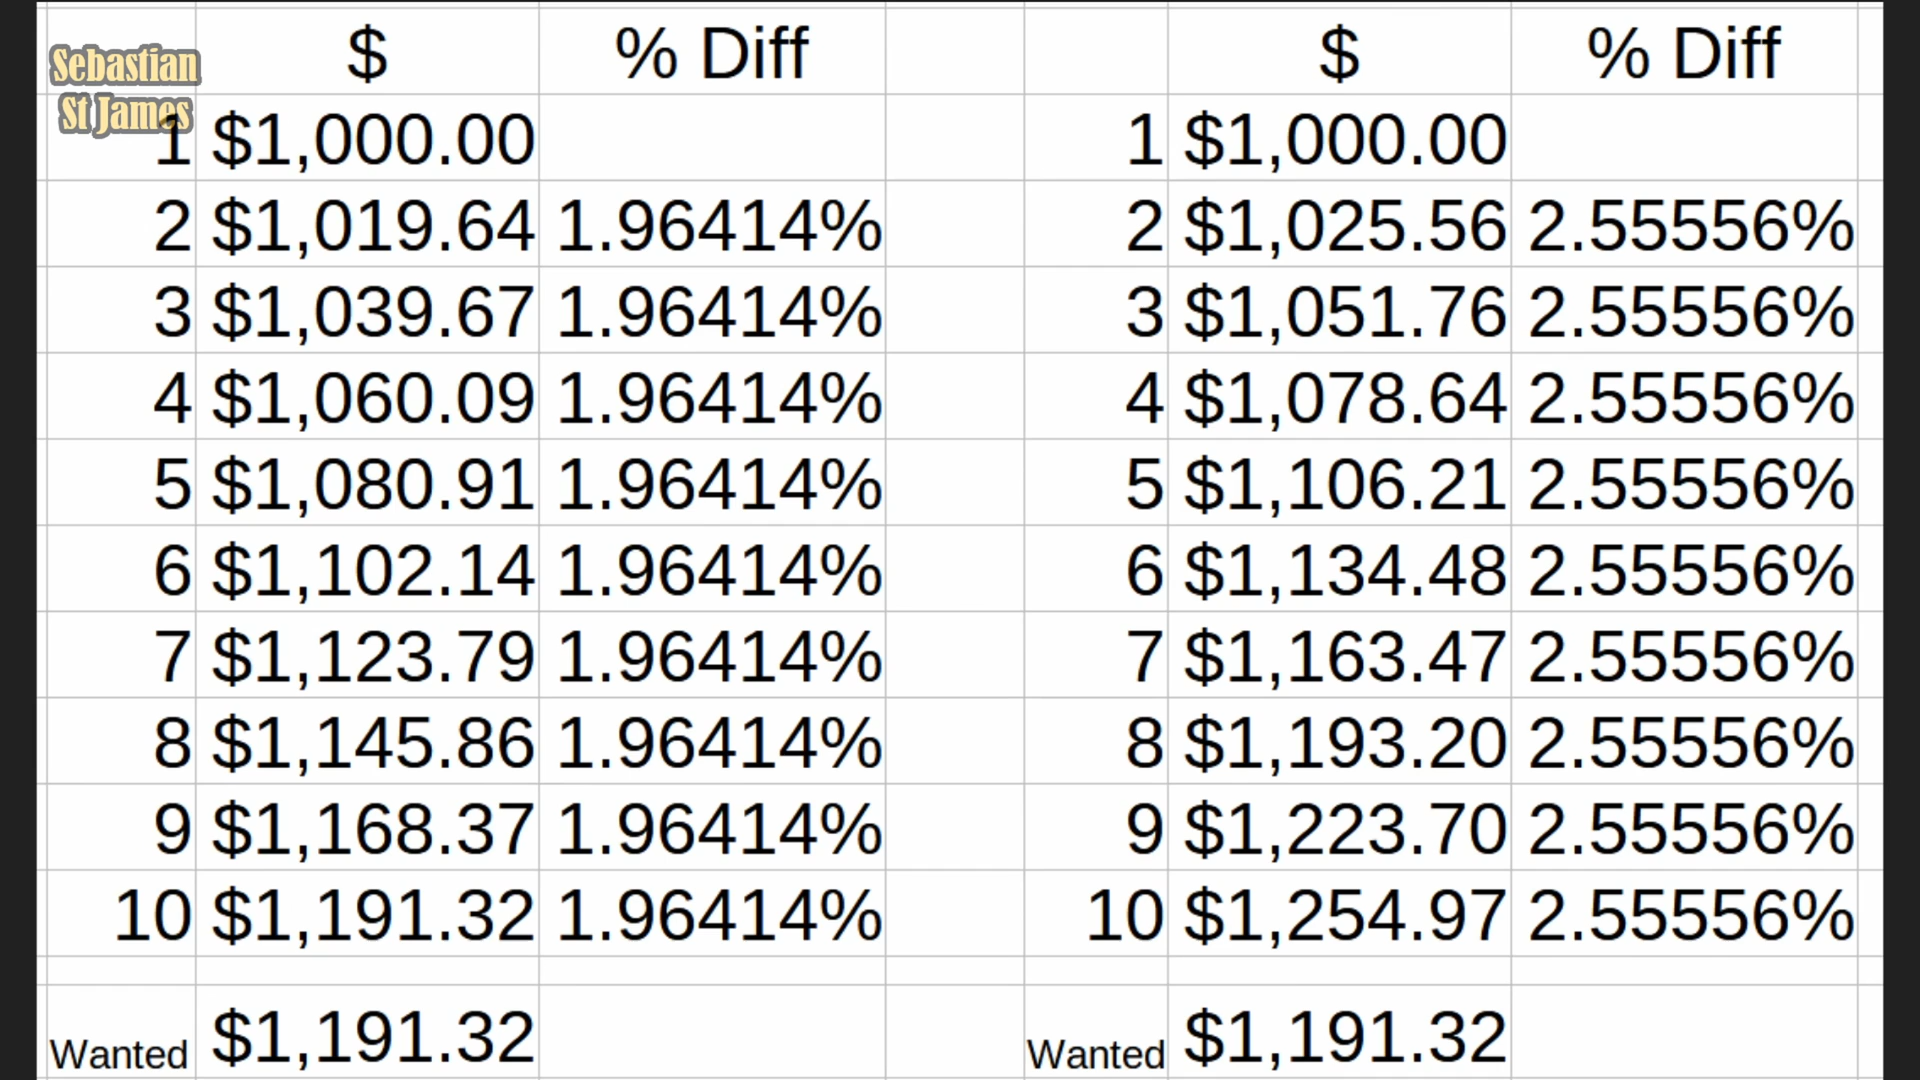 Sebastian
St James
$ % Diff $ % Diff
1 $1,000.00 1 $1,000.00
2 $1,019.64 1.96414% 2 $1,025.56 2.55556%
3 $1,039.67 1.96414% 3 $1,051.76 2.55556%
4 $1,060.09 1.96414% 4 $1,078.64 2.55556%
5 $1,080.91 1.96414% 5 $1,106.21 2.55556%
6 $1,102.14 1.96414% 6 $1,134.48 2.55556%
7 $1,123.79 1.96414% 7 $1,163.47 2.55556%
8 $1,145.86 1.96414% 8 $1,193.20 2.55556%
9 $1,168.37 1.96414% 9 $1,223.70 2.55556%
10 $1,191.32 1.96414% 10 $1,254.97 2.55556%
Wanted $1,191.32 Wanted $1,191.32